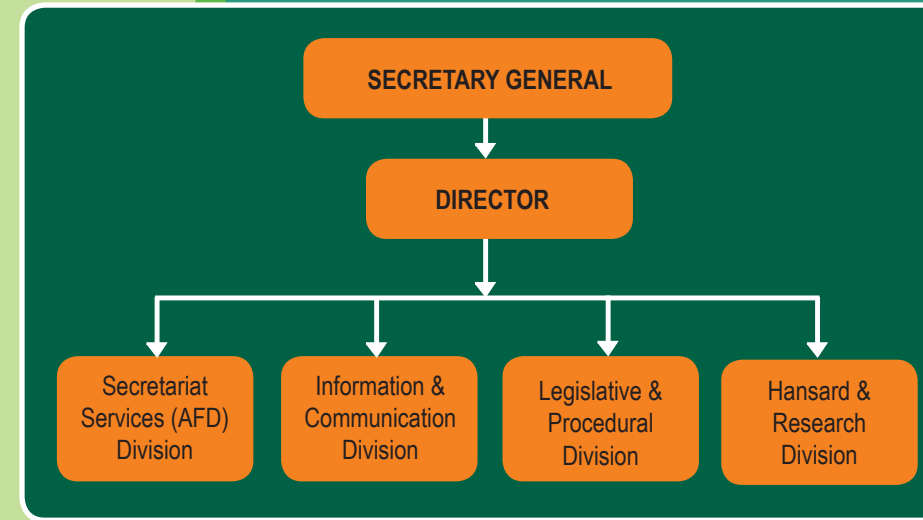 SECRETARY GENERAL
DIRECTOR
Secretariat
Services (AFD)
Division
Information &
Communication
Division
Legislative &
Procedural
Division
Hansard &
Research
Division